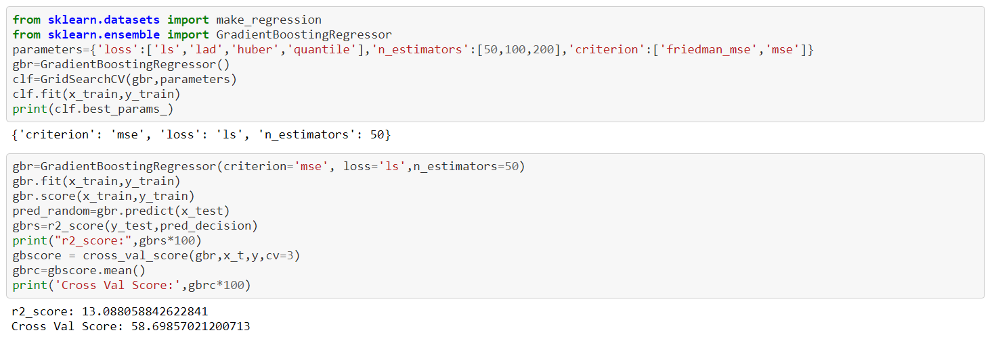 from sklearn.datasets import make_regression
from sklearn.ensemble import GradientBoostingRegressor
parameters={'loss':['ls','lad','huber','quantile'],'n_estimators':[50,100,200],'criterion':['friedman_mse','mse']}
gbr=GradientBoostingRegressor()
clf=GridSearchCV(gbr,parameters)
clf.fit(x_train,y_train)
print(clf.best_params_)
{'criterion': 'mse', 'loss': 'ls', 'n_estimators': 50}
gbr=GradientBoostingRegressor(criterion='mse', loss='ls',n_estimators=50)
gbr.fit(x_train,y_train)
gbr.score(x_train,y_train)
pred_random=gbr.predict(x_test)
gbrs=r2_score(y_test,pred_decision)
print("r2_score:",gbrs*100)
gbscore = cross_val_score(gbr,x_t,y,cv=3)
gbrc=gbscore.mean()
print('Cross Val Score:',gbrc*100)
r2_score: 13.088058842622841
Cross Val Score: 58.69857021200713